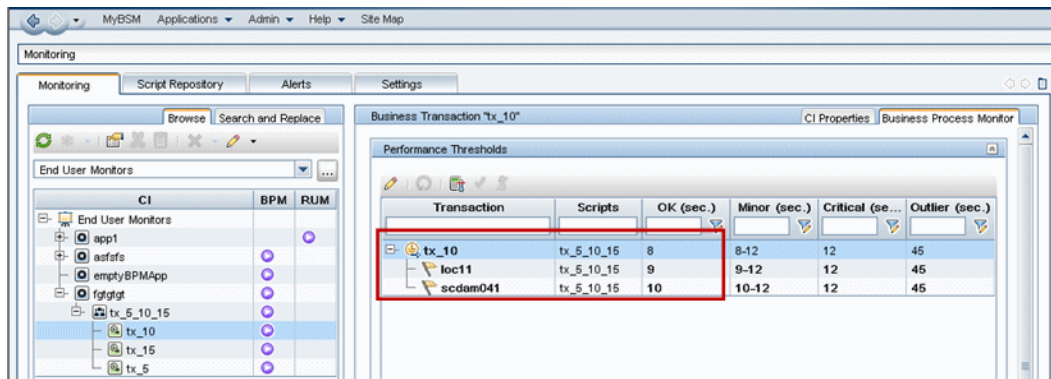 MyBSM Applications Admin Help Site Map
Monitoring
Monitoring Script Repository Alerts Settings
Browse Search and Replace
End User Monitors
...
CI BPM RUM
End User Monitors
app1
asfsfs
emptyBPMApp
fgtgtgt
tx_5_10_15
tx_10
tx_15
tx_5
Business Transaction "tx_10" CI Properties Business Process Monitor
Performance Thresholds
Transaction Scripts OK (sec.) Minor (sec.) Critical (se... Outlier (sec.)
tx_10 tx_5_10_15 8 8-12 12 45
loc11 tx_5_10_15 9 9-12 12 45
scdam041 tx_5_10_15 10 10-12 12 45